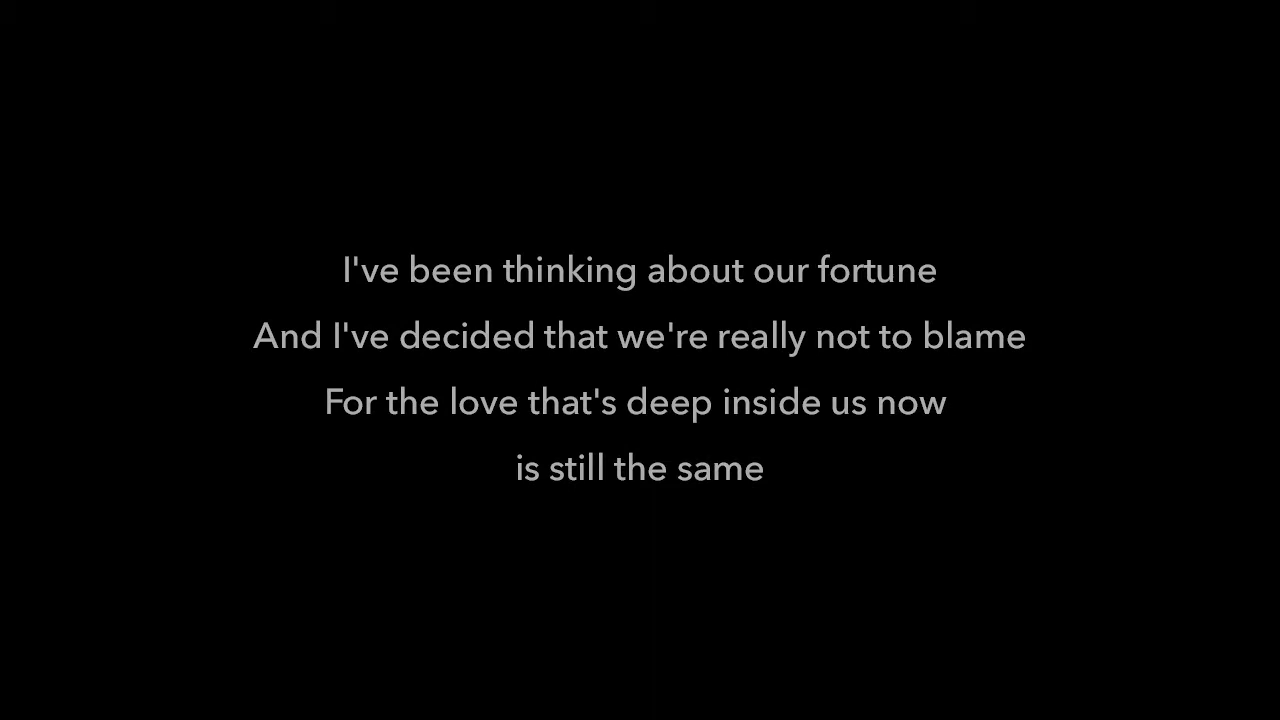 I've been thinking about our fortune
And I've decided that we're really not to blame
For the love that's deep inside us now
is still the same